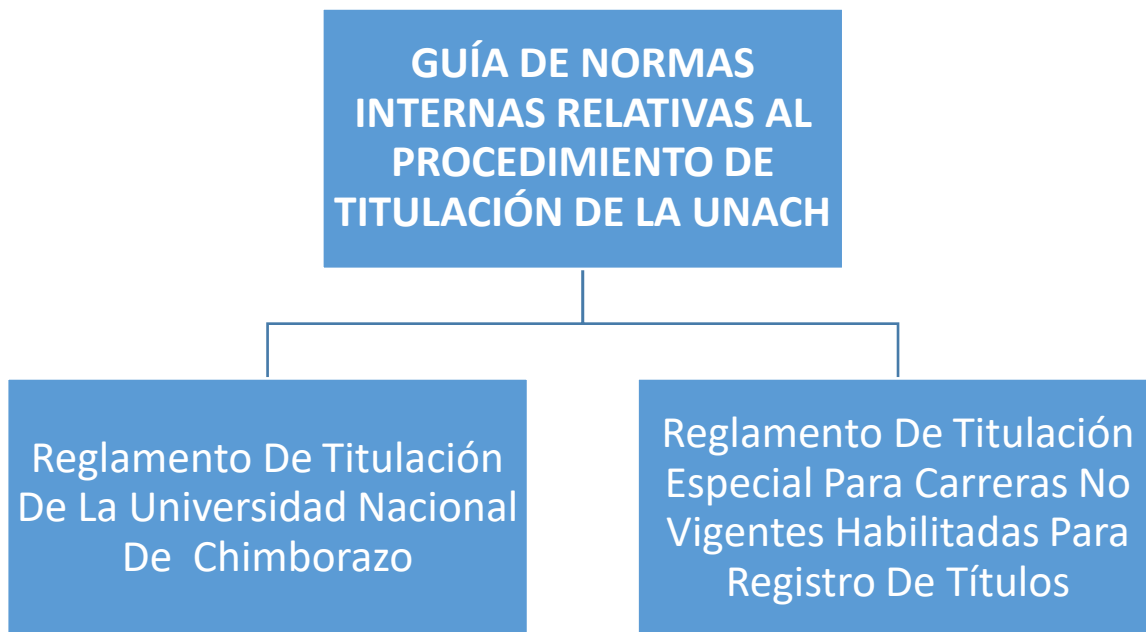 GUÍA DE NORMAS
INTERNAS RELATIVAS AL
PROCEDIMIENTO DE
TITULACIÓN DE LA UNACH
Reglamento De Titulación
De La Universidad Nacional
De  Chimborazo
Reglamento De Titulación
Especial Para Carreras No
Vigentes Habilitadas Para
Registro De Títulos